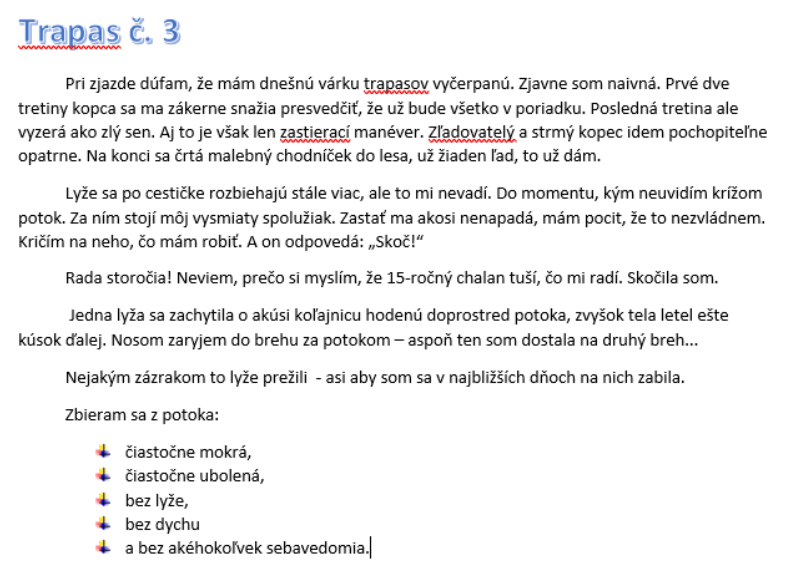 Trapas č. 3
Pri zjazde dúfam, že mám dnešnú várku trapasov vyčerpanú. Zjavne som naivná. Prvé dve
tretiny kopca sa ma zákerne snažia presvedčiť, že už bude všetko v poriadku. Posledná tretina ale
vyzerá ako zlý sen. Aj to je však len zastierací manéver. Zľadovatelý a strmý kopec idem pochopiteľne
opatrne. Na konci sa črtá malebný chodníček do lesa, už žiaden ľad, to už dám.
Lyže sa po cestičke rozbiehajú stále viac, ale to mi nevadí. Do momentu, kým neuvidím krížom
potok. Za ním stojí môj vysmiaty spolužiak. Zastať ma akosi nenapadá, mám pocit, že to nezvládnem.
Kričím na neho, čo mám robiť. A on odpovedá: „Skoč!“
Rada storočia! Neviem, prečo si myslím, že 15-ročný chalan tuší, čo mi radí. Skočila som.
Jedna lyža sa zachytila o akúsi koľajnicu hodenú doprostred potoka, zvyšok tela letel ešte
kúsok ďalej. Nosom zaryjem do brehu za potokom – aspoň ten som dostala na druhý breh...
Nejakým zázrakom to lyže prežili - asi aby som sa v najbližších dňoch na nich zabila.
Zbieram sa z potoka:
čiastočne mokrá,
čiastočne ubolená,
bez lyže,
bez dychu
a bez akéhokoľvek sebavedomia.